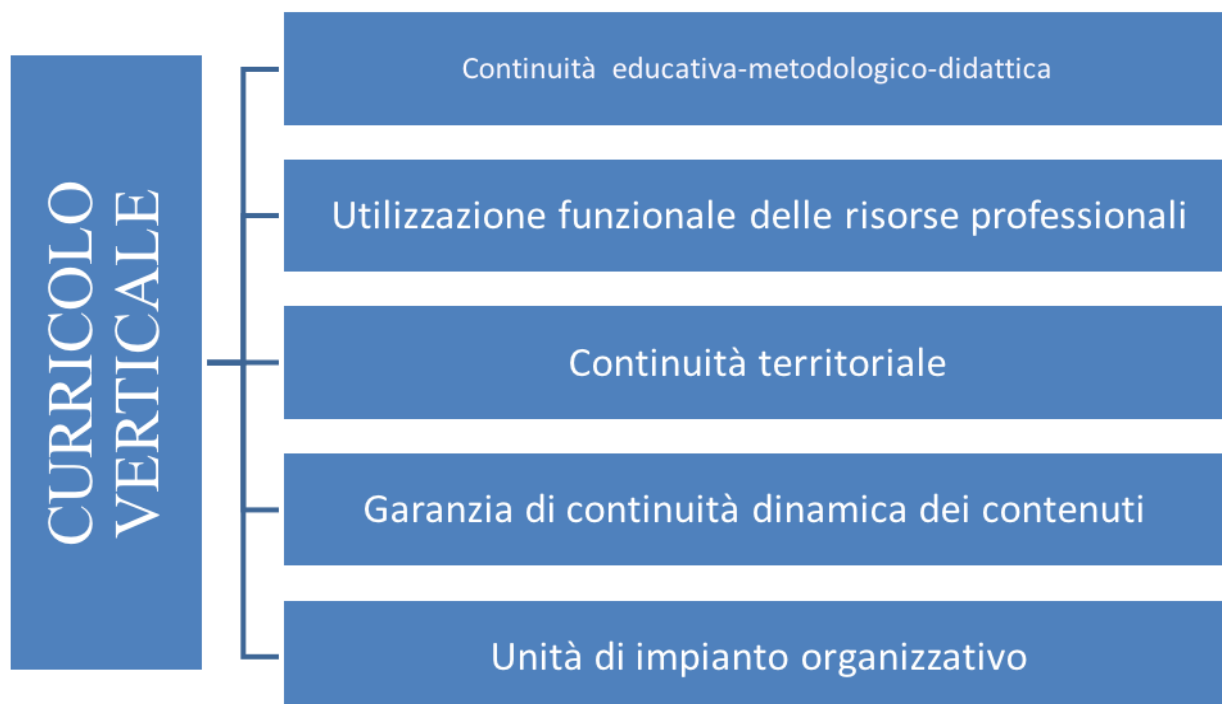 CURRICOLO
VERTICALE
Continuità educativa-metodologico-didattica
Utilizzazione funzionale delle risorse professionali
Continuità territoriale
Garanzia di continuità dinamica dei contenuti
Unità di impianto organizzativo